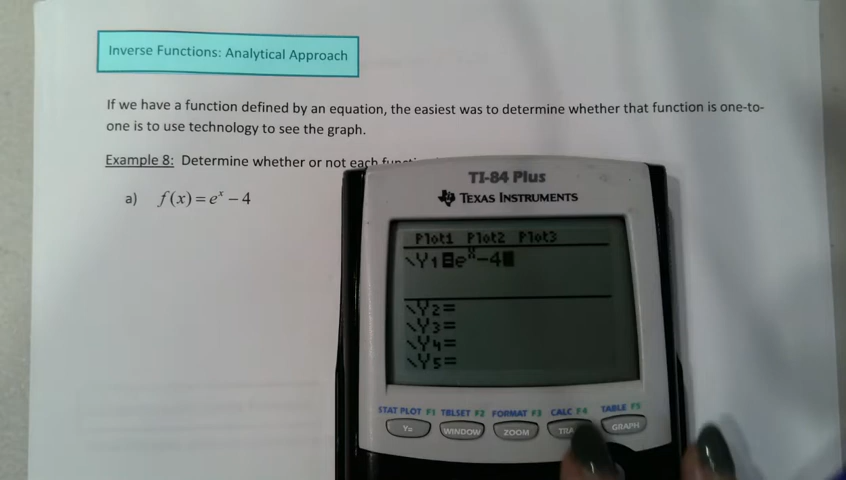 Inverse Functions: Analytical Approach
If we have a function defined by an equation, the easiest was to determine whether that function is one-to-
one is to use technology to see the graph.
Example 8: Determine whether or not each
a) f(x) = eˣ – 4
TI-84 Plus
TEXAS INSTRUMENTS
Plot1 Plot2 Plot3
\Y1=eˣ-4
\Y2=
\Y3=
\Y4=
\Y5=
STAT PLOT F1 TBLSET F2 FORMAT F3 CALC F4 TABLE F5
Y= WINDOW ZOOM GRAPH